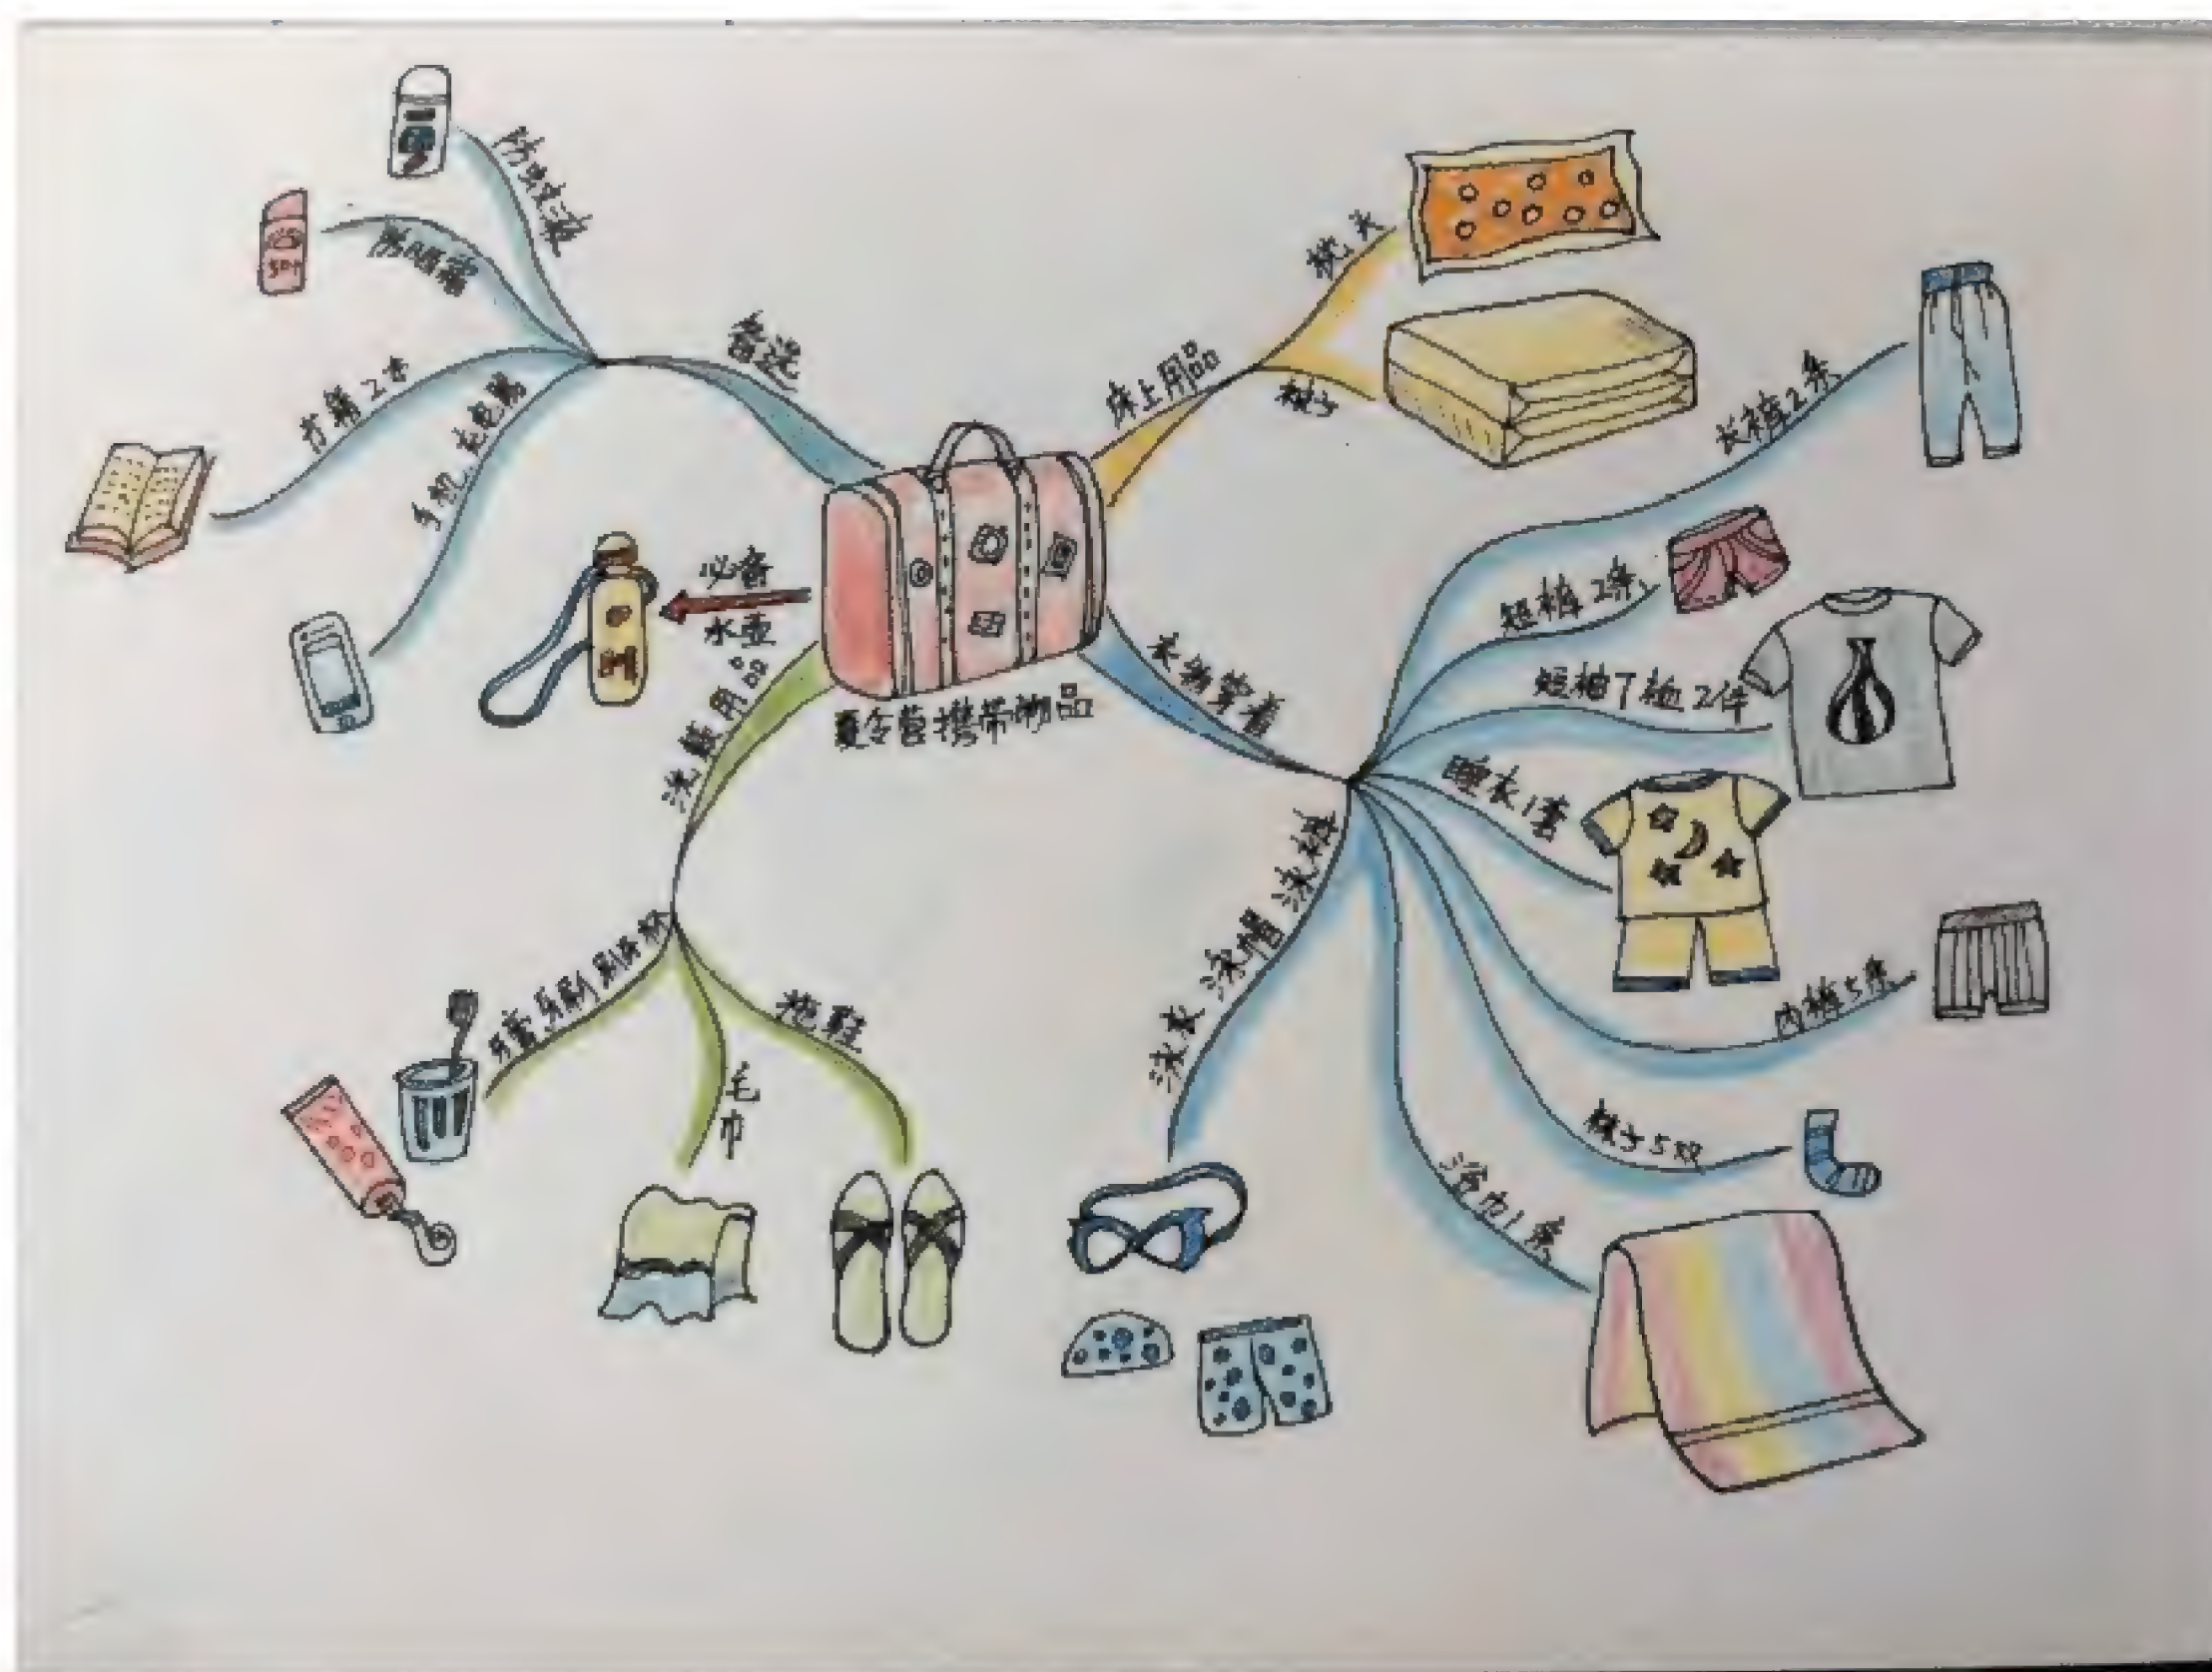 防蚊液
防晒霜
书籍2本
手机、充电器
备选
必备
水壶
洗漱用品
牙膏牙刷刷牙杯
毛巾
拖鞋
夏令营携带物品
床上用品
枕头
被子
衣物穿着
长裤2条
短裤2条
短袖T恤2件
睡衣1套
内裤5条
袜子5双
浴巾1条
泳衣 泳帽 泳裤